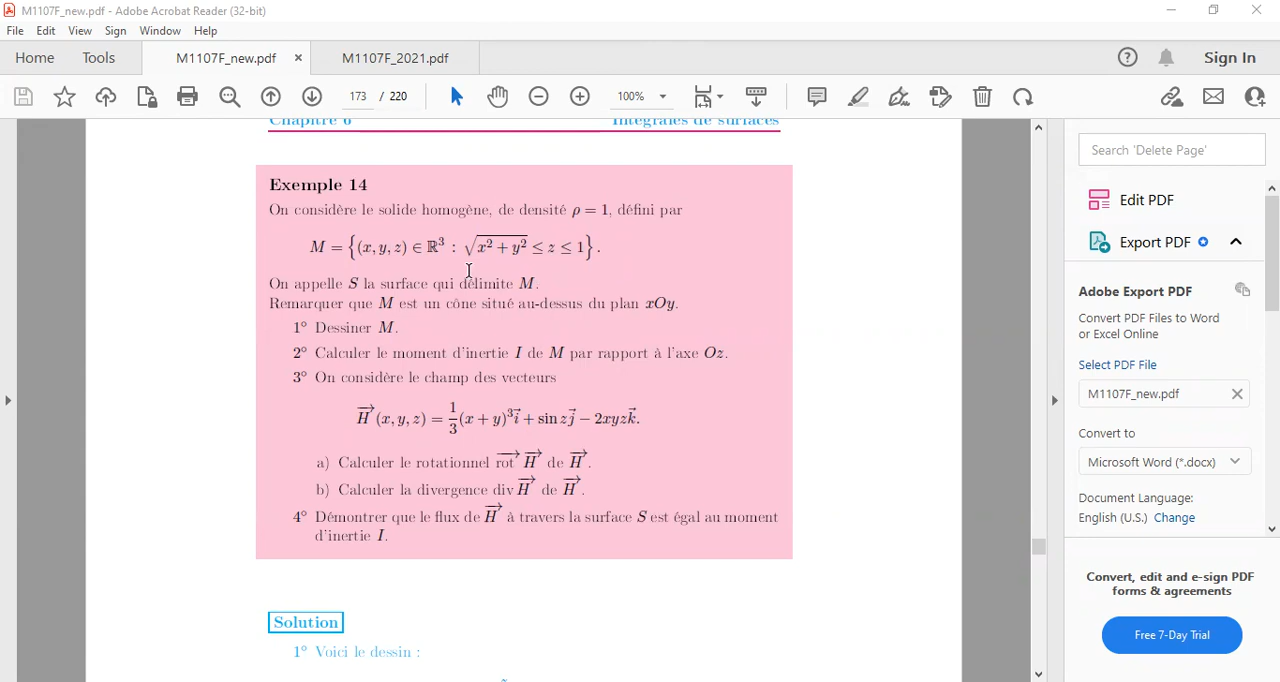 M1107F_new.pdf - Adobe Acrobat Reader (32-bit)
File Edit View Sign Window Help
Home Tools M1107F_new.pdf × M1107F_2021.pdf Sign In
173 / 220 100%
Chapitre 6 Intégrales de surfaces
Exemple 14
On considère le solide homogène, de densité ρ = 1, défini par
M = {(x, y, z) ∈ ℝ³ : √(x² + y²) ≤ z ≤ 1}.
On appelle S la surface qui délimite M.
Remarquer que M est un cône situé au-dessus du plan xOy.
1° Dessiner M.
2° Calculer le moment d'inertie I de M par rapport à l'axe Oz.
3° On considère le champ des vecteurs
H⃗(x, y, z) = 1/3 (x + y)³i⃗ + sin zj⃗ − 2xyzk⃗.
a) Calculer le rotationnel rot⃗ H⃗ de H⃗.
b) Calculer la divergence div H⃗ de H⃗.
4° Démontrer que le flux de H⃗ à travers la surface S est égal au moment
d'inertie I.
Solution
1° Voici le dessin :
Search 'Delete Page'
Edit PDF
Export PDF
Adobe Export PDF
Convert PDF Files to Word
or Excel Online
Select PDF File
M1107F_new.pdf
Convert to
Microsoft Word (*.docx)
Document Language:
English (U.S.) Change
Convert, edit and e-sign PDF
forms & agreements
Free 7-Day Trial